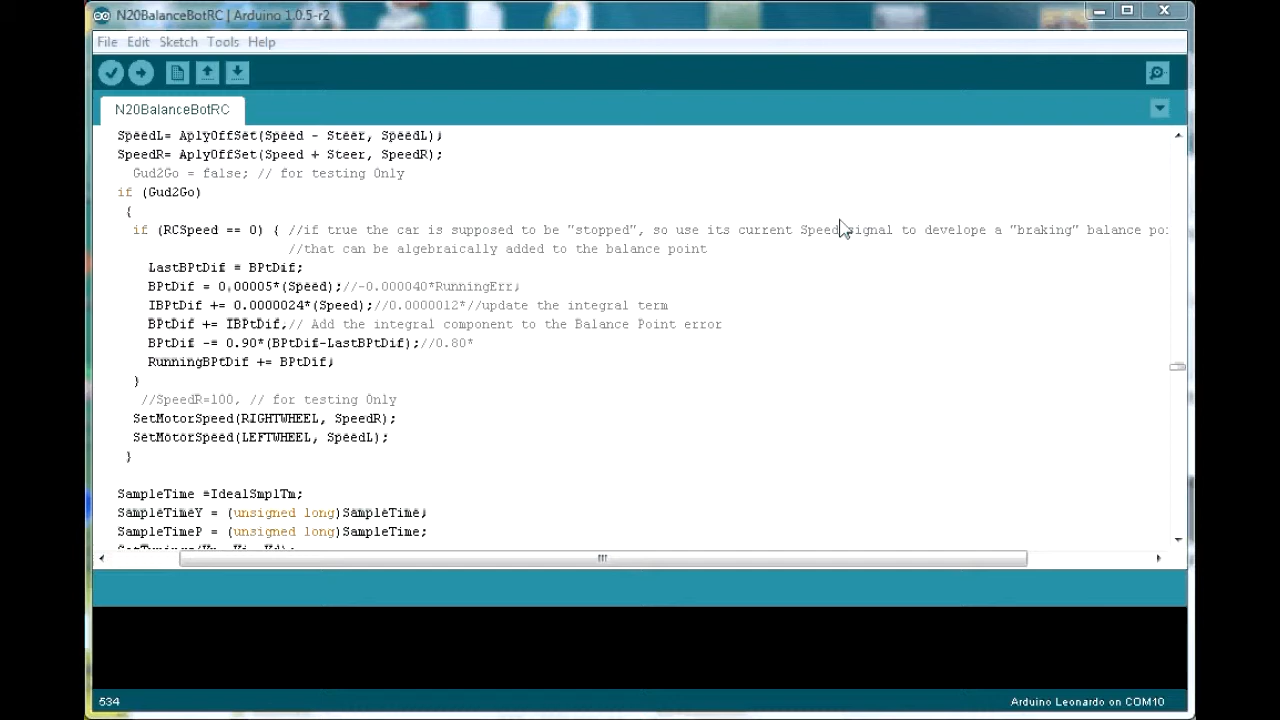 N20BalanceBotRC | Arduino 1.0.5-r2
File Edit Sketch Tools Help
N20BalanceBotRC
SpeedL= AplyOffSet(Speed - Steer, SpeedL);
SpeedR= AplyOffSet(Speed + Steer, SpeedR);
Gud2Go = false; // for testing Only
if (Gud2Go)
{
if (RCSpeed == 0) { //if true the car is supposed to be "stopped", so use its current Speed signal to develope a "braking" balance poi
//that can be algebraically added to the balance point
LastBPtDif = BPtDif;
BPtDif = 0.00005*(Speed);//-0.000040*RunningErr;
IBPtDif += 0.0000024*(Speed);//0.0000012*//update the integral term
BPtDif += IBPtDif;// Add the integral component to the Balance Point error
BPtDif -= 0.90*(BPtDif-LastBPtDif);//0.80*
RunningBPtDif += BPtDif;
}
//SpeedR=100; // for testing Only
SetMotorSpeed(RIGHTWHEEL, SpeedR);
SetMotorSpeed(LEFTWHEEL, SpeedL);
}
SampleTime =IdealSmplTm;
SampleTimeY = (unsigned long)SampleTime;
SampleTimeP = (unsigned long)SampleTime;
534
Arduino Leonardo on COM10